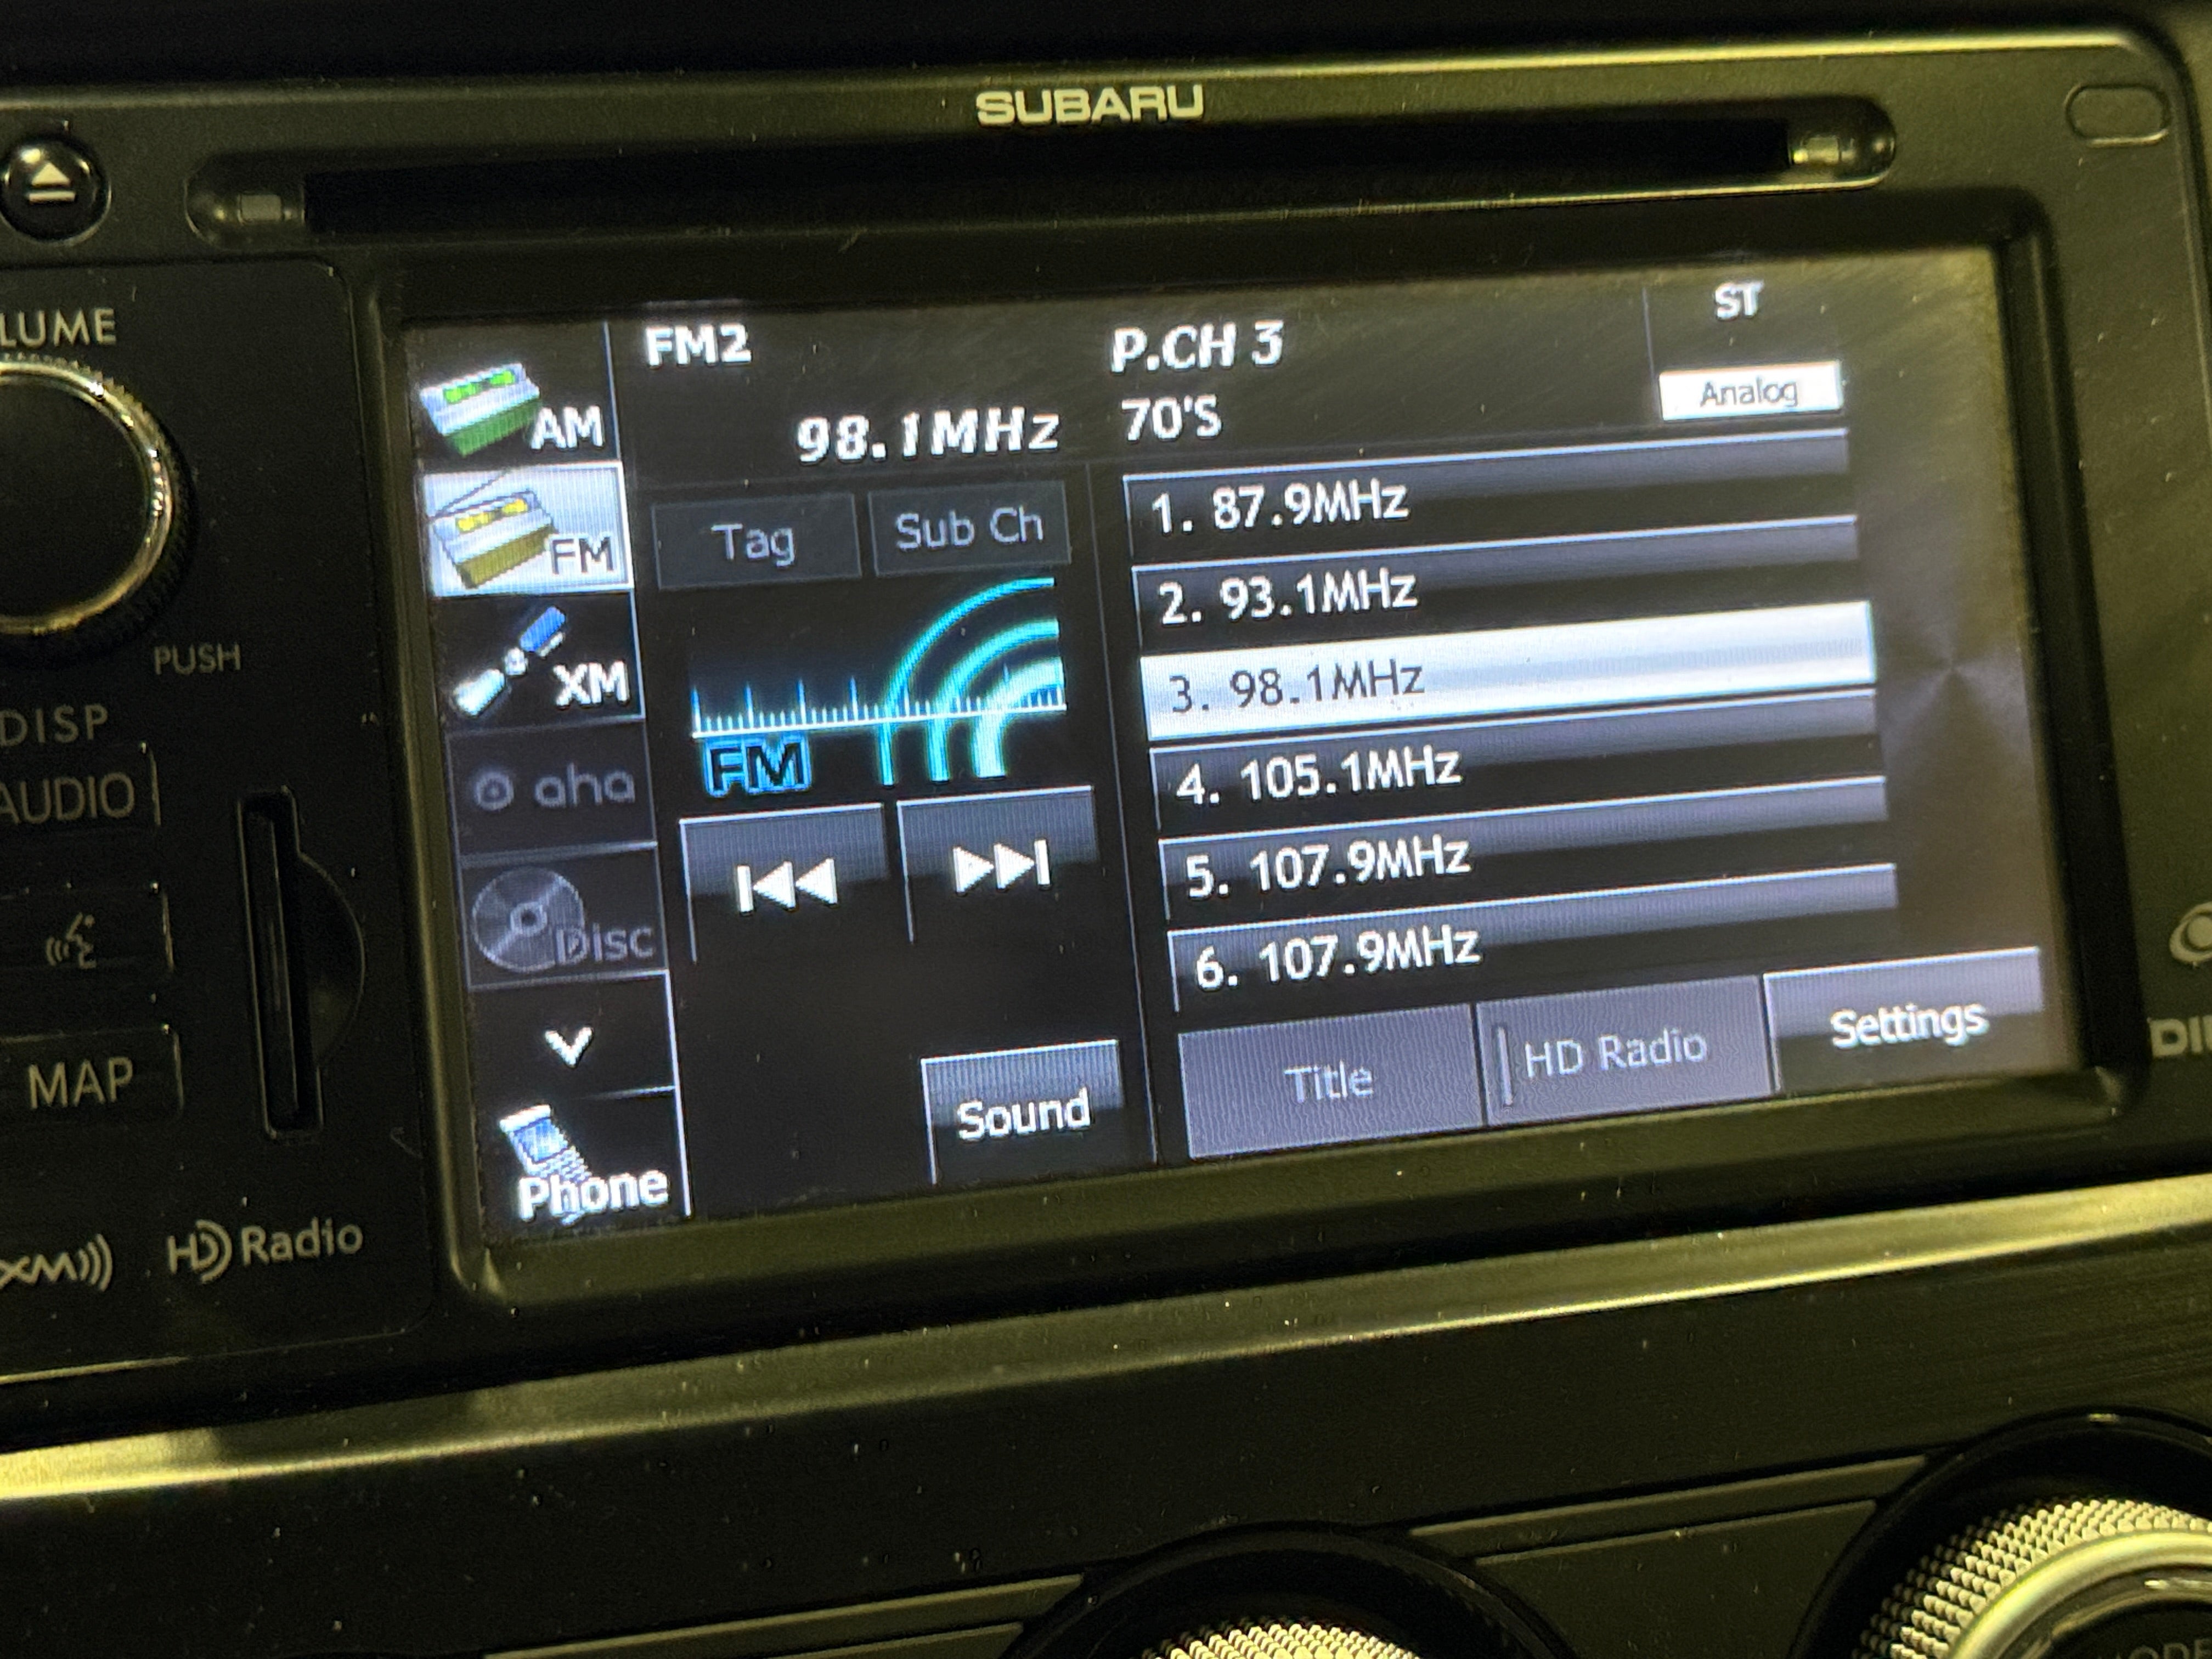 SUBARU
LUME
PUSH
DISP
AUDIO
MAP
XM
HD Radio
FM2
P.CH 3
ST
98.1MHz
70'S
Analog
AM
FM
XM
aha
Disc
Phone
Tag
Sub Ch
FM
Sound
1. 87.9MHz
2. 93.1MHz
3. 98.1MHz
4. 105.1MHz
5. 107.9MHz
6. 107.9MHz
Title
HD Radio
Settings